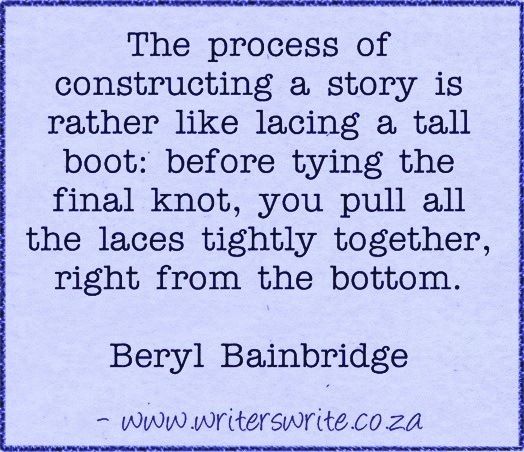 The process of
constructing a story is
rather like lacing a tall
boot: before tying the
final knot, you pull all
the laces tightly together,
right from the bottom.
Beryl Bainbridge
- www.writerswrite.co.za